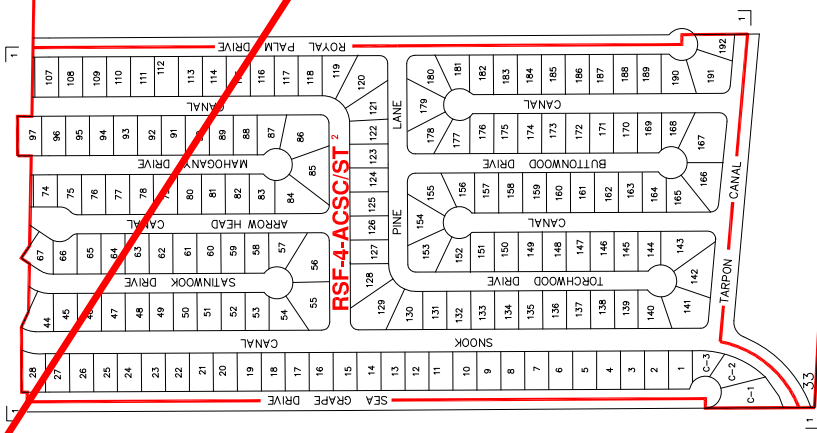 1
1
ROYAL PALM DRIVE
192
107 108 109 110 111 112 113 114 116 117 118 119 120
180 181 182 183 184 185 186 187 188 189 190 191
CANAL
121
LANE
179
CANAL
97 96 95 94 93 92 91 89 88 87 86
122
178 177 176 175 174 173 172 171 170 169 168 167
MAHOGANY DRIVE
85
123
BUTTONWOOD DRIVE
166
RSF-4-ACSC/ST 2
74 75 76 77 78 80 81 82 83 84
124
155 156 157 158 159 160 161 162 163 164 165
CANAL
125
ARROW HEAD CANAL
126
PINE
154
CANAL
67 66 65 64 63 62 61 60 59 58 57 56
127
153 152 151 150 149 148 147 146 145 144 143
SATINWOOK DRIVE
128
TORCHWOOD DRIVE
142
TARPON
44 45 47 48 49 50 51 52 53 54 55
129 130 131 132 133 134 135 136 137 138 139 140 141
SNOOK CANAL
28 27 26 25 24 23 22 21 20 19 18 17 16 15 14 13 12 11 10 9 8 7 6 5 4 3 2 1 C-3 C-2 C-1
33
SEA GRAPE DRIVE
1
1